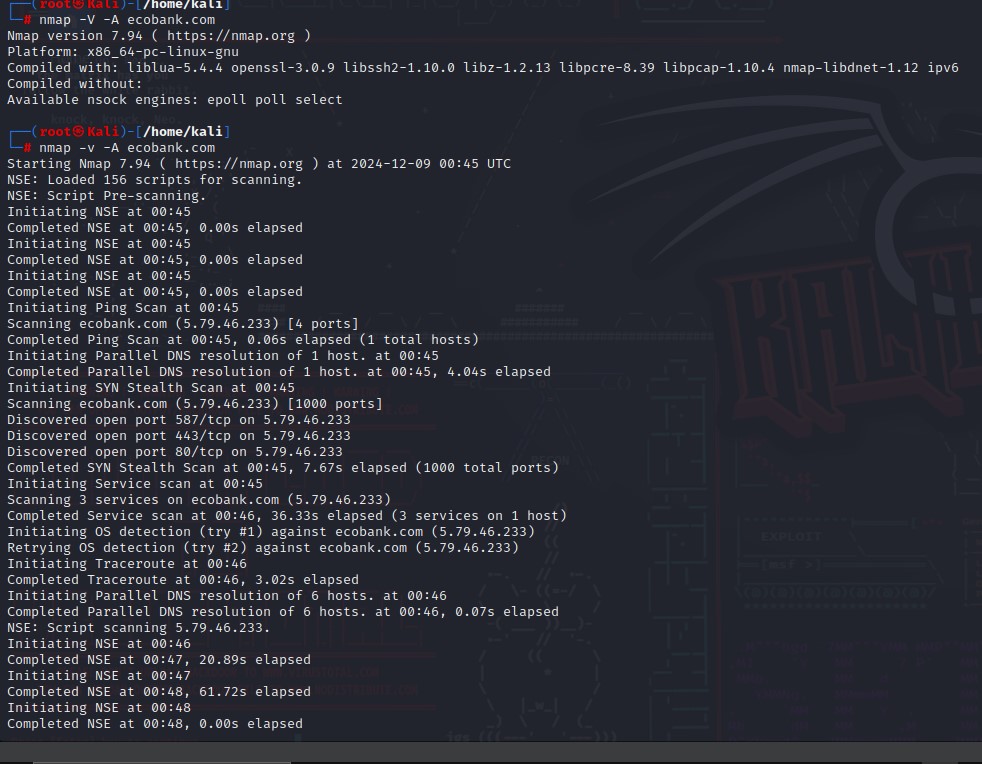 ┌──(root㉿Kali)-[/home/kali]
└─# nmap -V -A ecobank.com
Nmap version 7.94 ( https://nmap.org )
Platform: x86_64-pc-linux-gnu
Compiled with: liblua-5.4.4 openssl-3.0.9 libssh2-1.10.0 libz-1.2.13 libpcre-8.39 libpcap-1.10.4 nmap-libdnet-1.12 ipv6
Compiled without:
Available nsock engines: epoll poll select
┌──(root㉿Kali)-[/home/kali]
└─# nmap -v -A ecobank.com
Starting Nmap 7.94 ( https://nmap.org ) at 2024-12-09 00:45 UTC
NSE: Loaded 156 scripts for scanning.
NSE: Script Pre-scanning.
Initiating NSE at 00:45
Completed NSE at 00:45, 0.00s elapsed
Initiating NSE at 00:45
Completed NSE at 00:45, 0.00s elapsed
Initiating NSE at 00:45
Completed NSE at 00:45, 0.00s elapsed
Initiating Ping Scan at 00:45
Scanning ecobank.com (5.79.46.233) [4 ports]
Completed Ping Scan at 00:45, 0.06s elapsed (1 total hosts)
Initiating Parallel DNS resolution of 1 host. at 00:45
Completed Parallel DNS resolution of 1 host. at 00:45, 4.04s elapsed
Initiating SYN Stealth Scan at 00:45
Scanning ecobank.com (5.79.46.233) [1000 ports]
Discovered open port 587/tcp on 5.79.46.233
Discovered open port 443/tcp on 5.79.46.233
Discovered open port 80/tcp on 5.79.46.233
Completed SYN Stealth Scan at 00:45, 7.67s elapsed (1000 total ports)
Initiating Service scan at 00:45
Scanning 3 services on ecobank.com (5.79.46.233)
Completed Service scan at 00:46, 36.33s elapsed (3 services on 1 host)
Initiating OS detection (try #1) against ecobank.com (5.79.46.233)
Retrying OS detection (try #2) against ecobank.com (5.79.46.233)
Initiating Traceroute at 00:46
Completed Traceroute at 00:46, 3.02s elapsed
Initiating Parallel DNS resolution of 6 hosts. at 00:46
Completed Parallel DNS resolution of 6 hosts. at 00:46, 0.07s elapsed
NSE: Script scanning 5.79.46.233.
Initiating NSE at 00:46
Completed NSE at 00:47, 20.89s elapsed
Initiating NSE at 00:47
Completed NSE at 00:48, 61.72s elapsed
Initiating NSE at 00:48
Completed NSE at 00:48, 0.00s elapsed
EXPLOIT
RECON